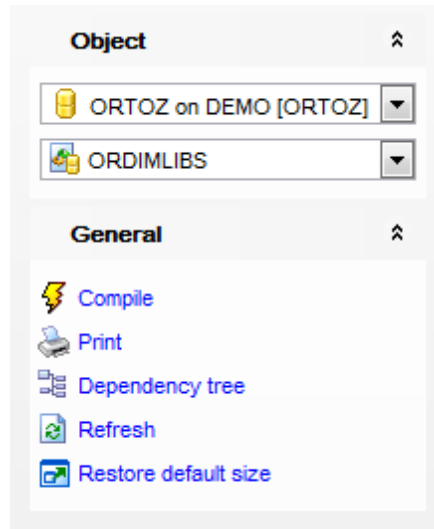 Object
ORTOZ on DEMO [ORTOZ]
ORDIMLIBS
General
Compile
Print
Dependency tree
Refresh
Restore default size